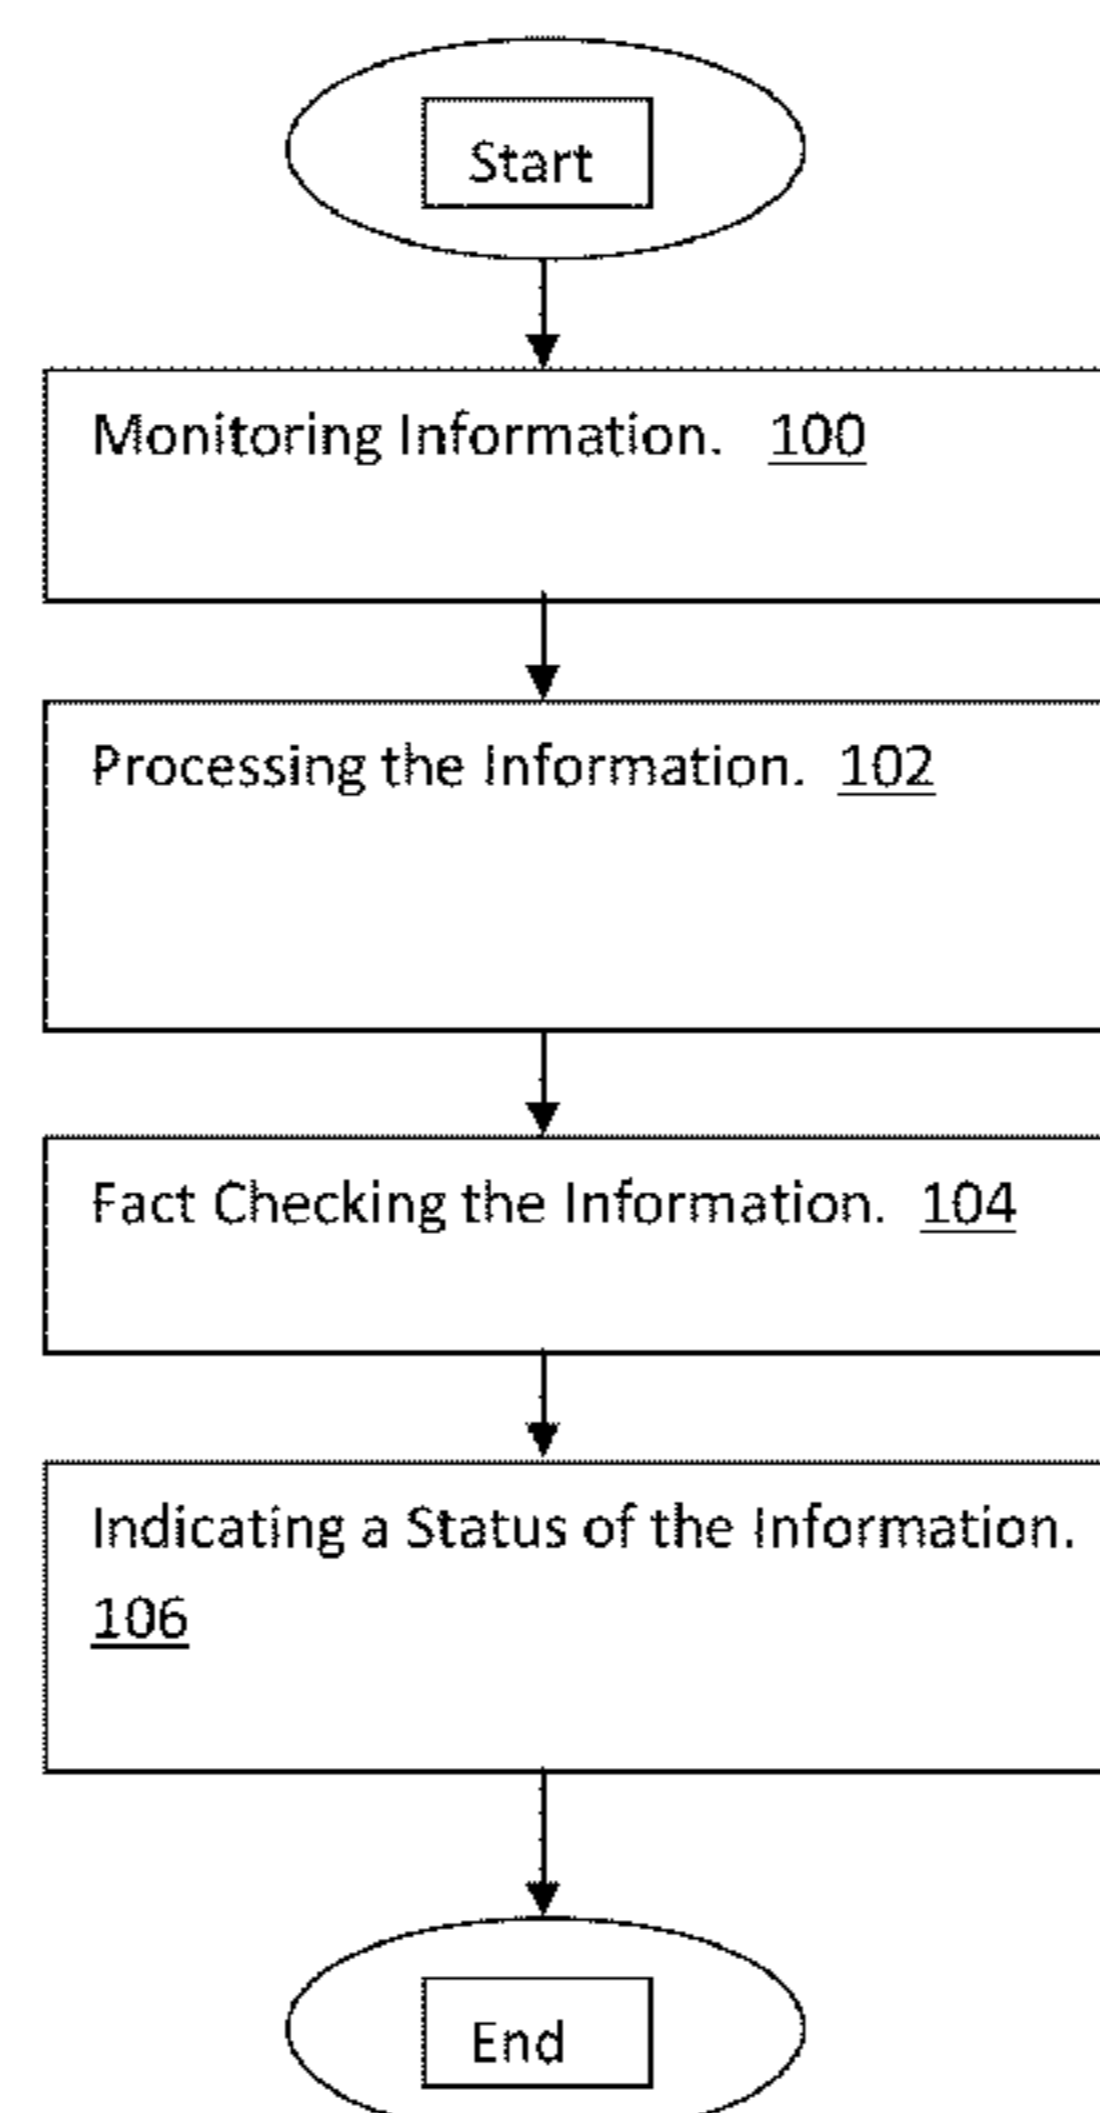 Start
Monitoring Information. 100
Processing the Information. 102
Fact Checking the Information. 104
Indicating a Status of the Information.
106
End